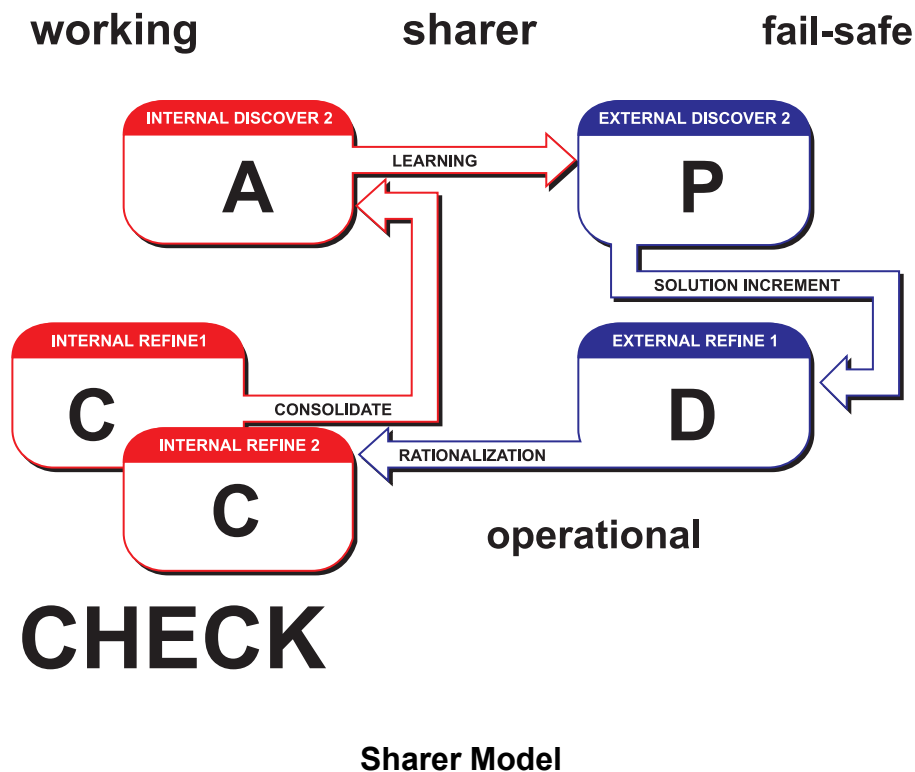 working sharer fail-safe
INTERNAL DISCOVER 2
A
LEARNING
EXTERNAL DISCOVER 2
P
SOLUTION INCREMENT
INTERNAL REFINE1
C
CONSOLIDATE
EXTERNAL REFINE 1
D
INTERNAL REFINE 2
C
RATIONALIZATION
operational
CHECK
Sharer Model